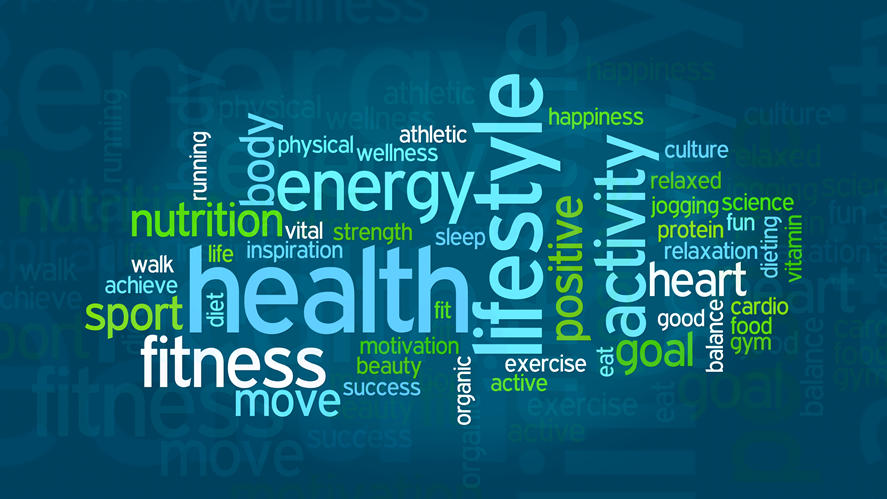 lifestyle
happiness
running
body
physical
wellness
athletic
culture
energy
activity
relaxed
jogging
science
nutrition
vital
strength
sleep
positive
protein
fun
dieting
vitamin
life
inspiration
relaxation
walk
achieve
health
heart
sport
diet
fit
good
balance
cardio
food
gym
fitness
motivation
beauty
success
organic
exercise
active
eat
goal
move